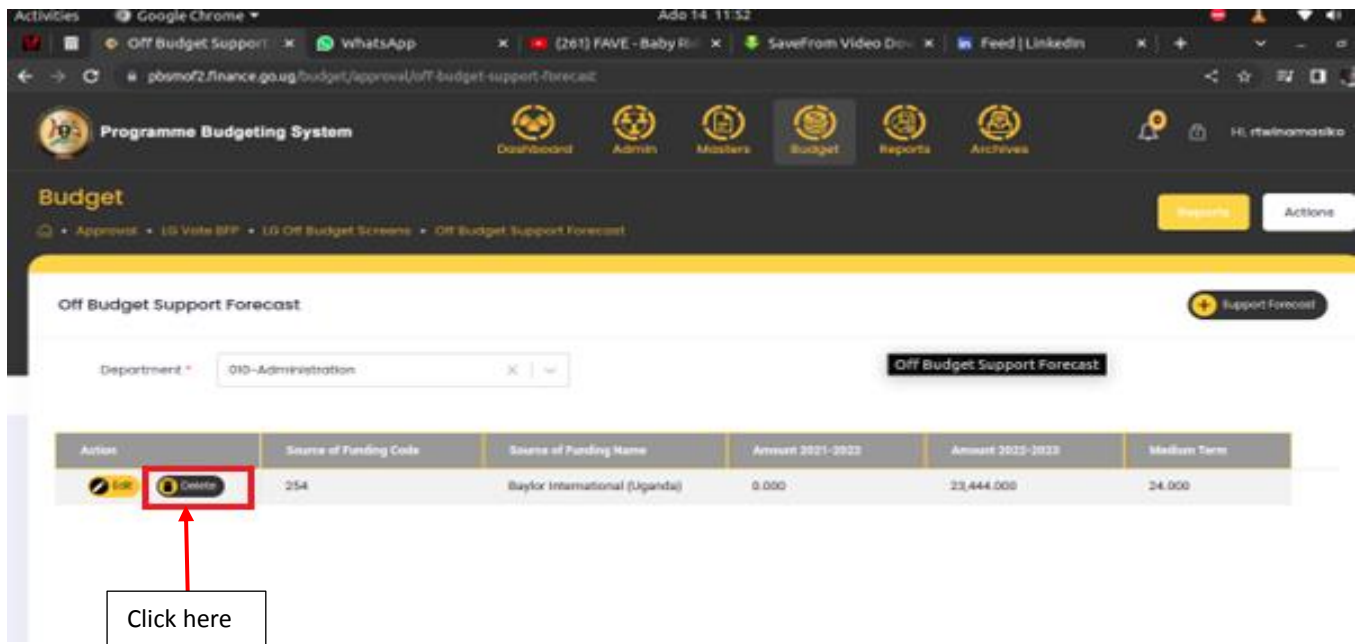 Activities Google Chrome Ado 14 11:52
Off Budget Support × WhatsApp × (261) FAVE - Baby Ri × SaveFrom Video Dow × Feed | LinkedIn × +
pbsmof2.finance.go.ug/budget/approval/off-budget-support-forecast
Programme Budgeting System
Dashboard Admin Masters Budget Reports Archives
Hi, rtwinomasiko
Budget
Reports Actions
Approval • LG Vote BFP • LG Off Budget Screens • Off Budget Support Forecast
Off Budget Support Forecast
Support Forecast
Department * 010-Administration
Off Budget Support Forecast
Action Source of Funding Code Source of Funding Name Amount 2021-2022 Amount 2022-2023 Medium Term
Edit Delete 254 Baylor International (Uganda) 0.000 23,444.000 24.000
Click here